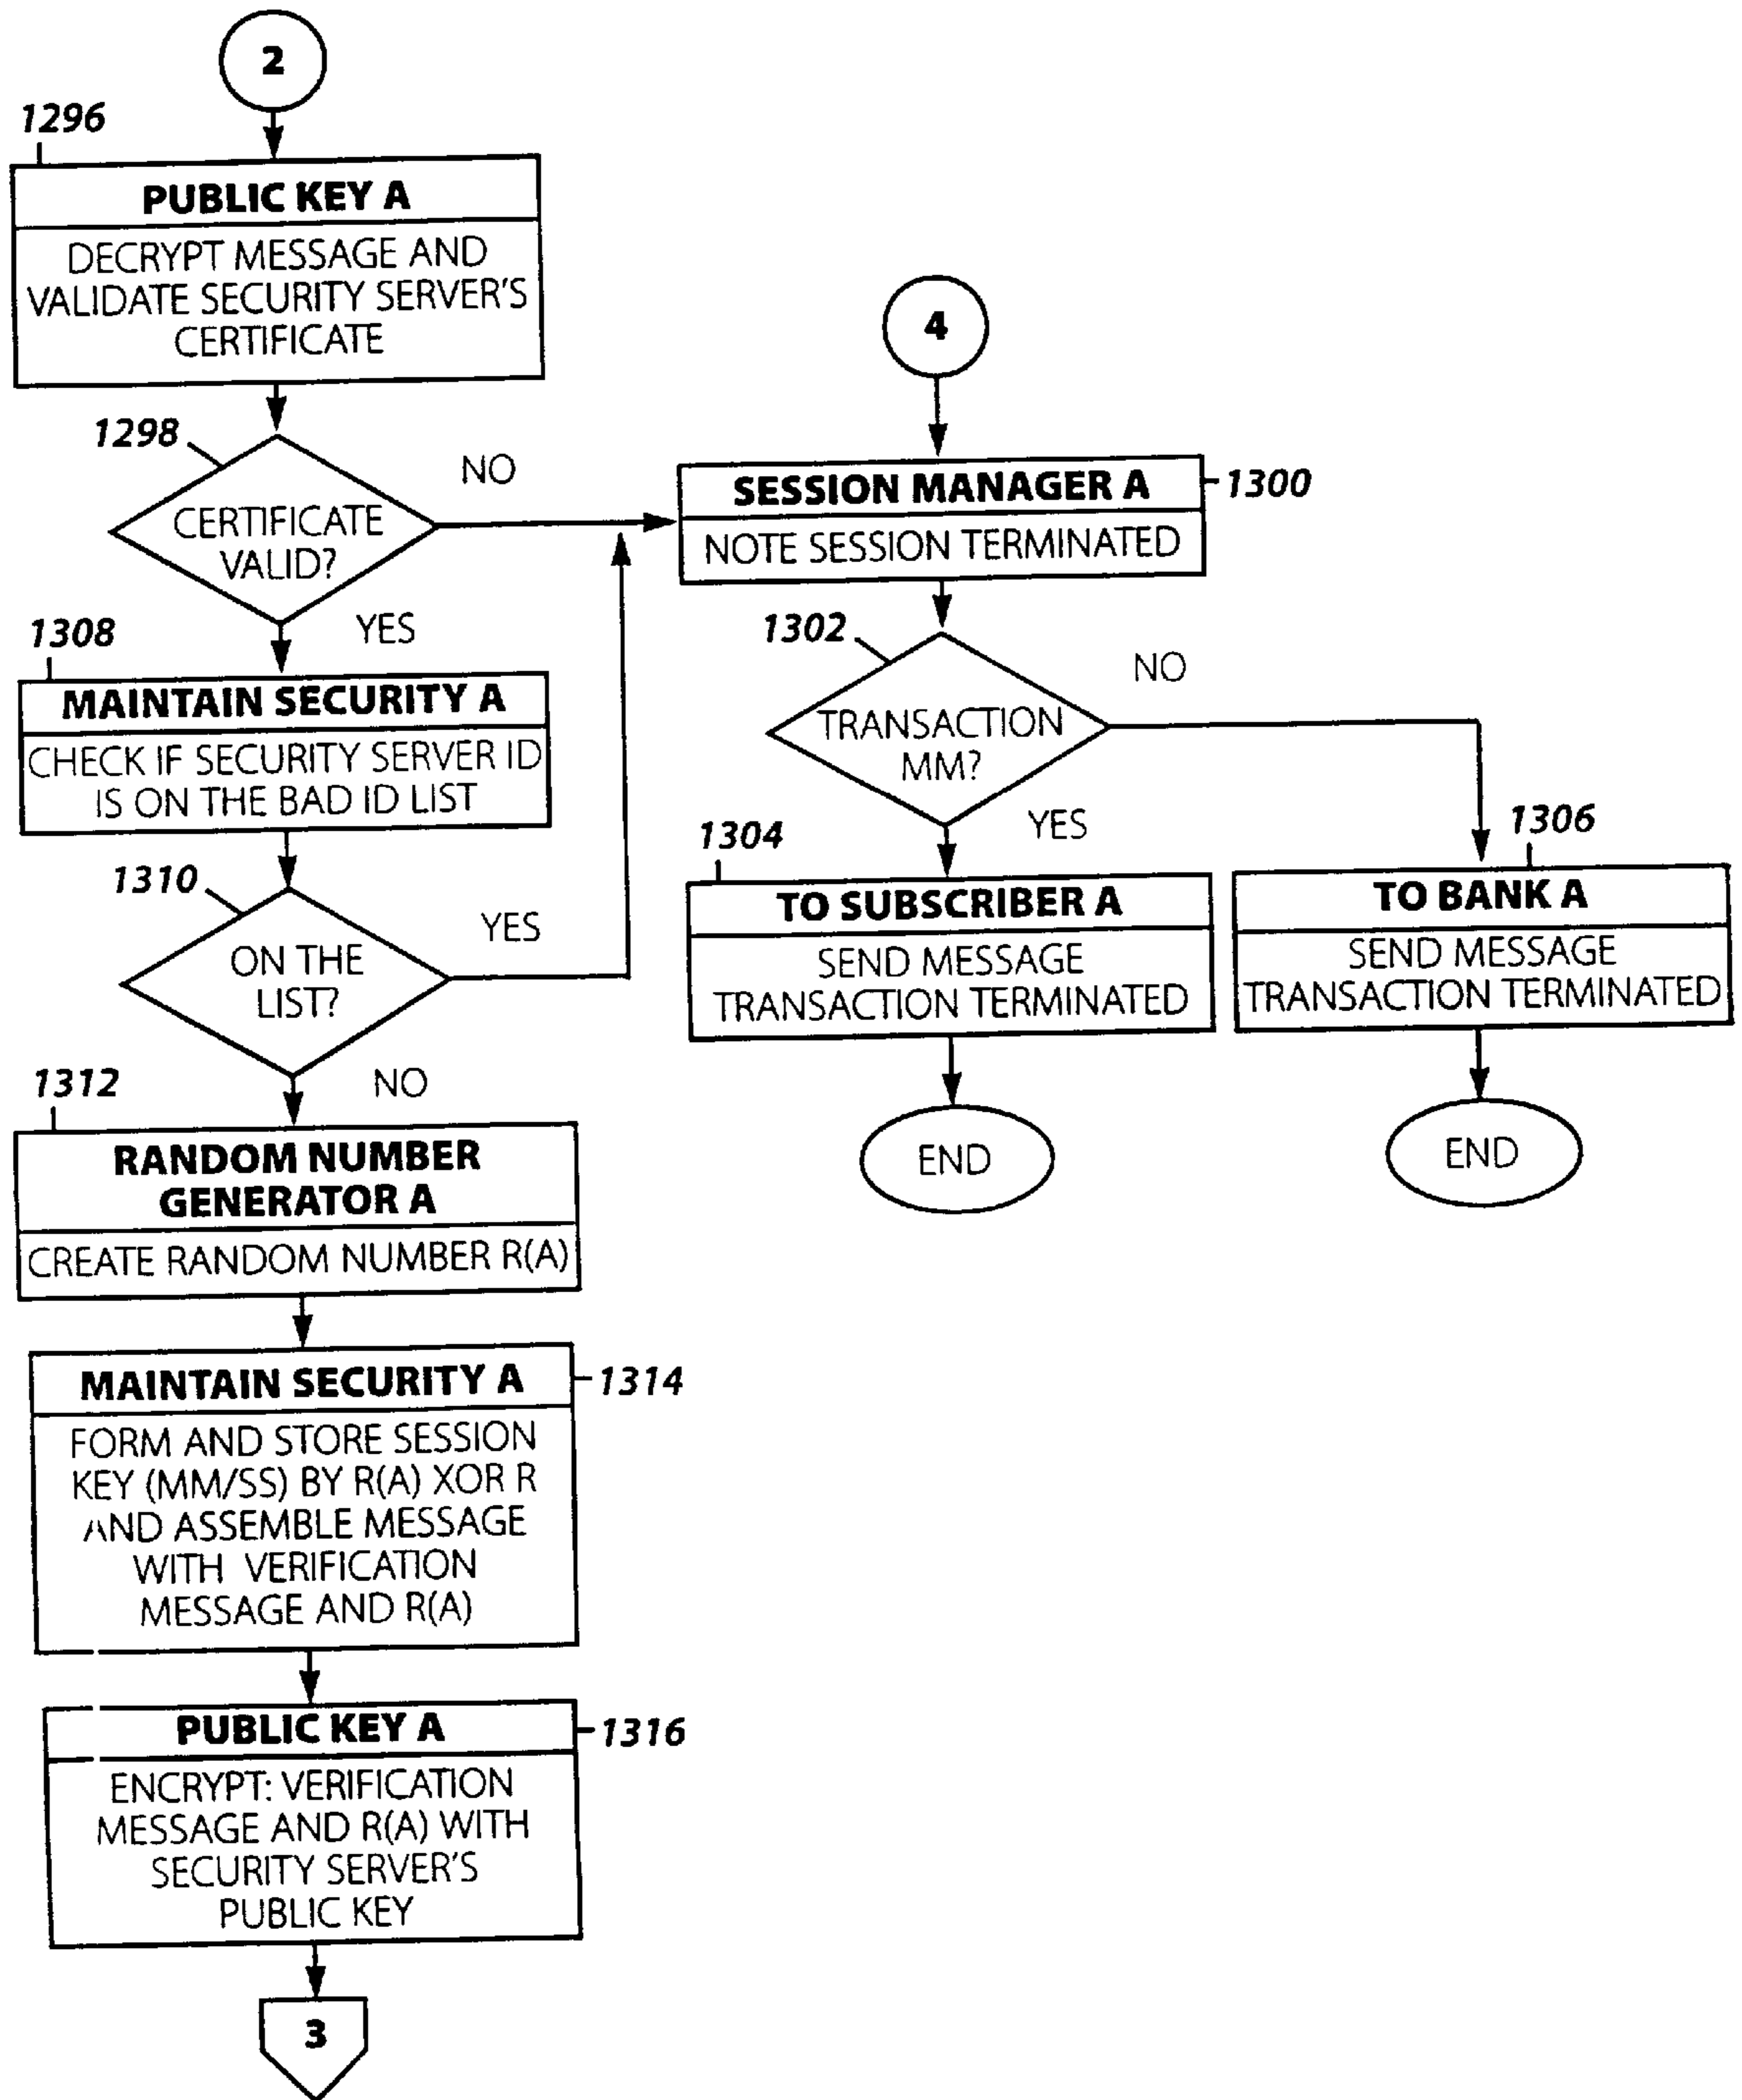 2
1296
PUBLIC KEY A
DECRYPT MESSAGE AND
VALIDATE SECURITY SERVER'S
CERTIFICATE
1298
CERTIFICATE
VALID?
NO
YES
1308
MAINTAIN SECURITY A
CHECK IF SECURITY SERVER ID
IS ON THE BAD ID LIST
1310
ON THE
LIST?
YES
NO
1312
RANDOM NUMBER
GENERATOR A
CREATE RANDOM NUMBER R(A)
MAINTAIN SECURITY A
1314
FORM AND STORE SESSION
KEY (MM/SS) BY R(A) XOR R
AND ASSEMBLE MESSAGE
WITH VERIFICATION
MESSAGE AND R(A)
PUBLIC KEY A
1316
ENCRYPT: VERIFICATION
MESSAGE AND R(A) WITH
SECURITY SERVER'S
PUBLIC KEY
3
4
SESSION MANAGER A
1300
NOTE SESSION TERMINATED
1302
TRANSACTION
MM?
NO
YES
1304
TO SUBSCRIBER A
SEND MESSAGE
TRANSACTION TERMINATED
END
1306
TO BANK A
SEND MESSAGE
TRANSACTION TERMINATED
END